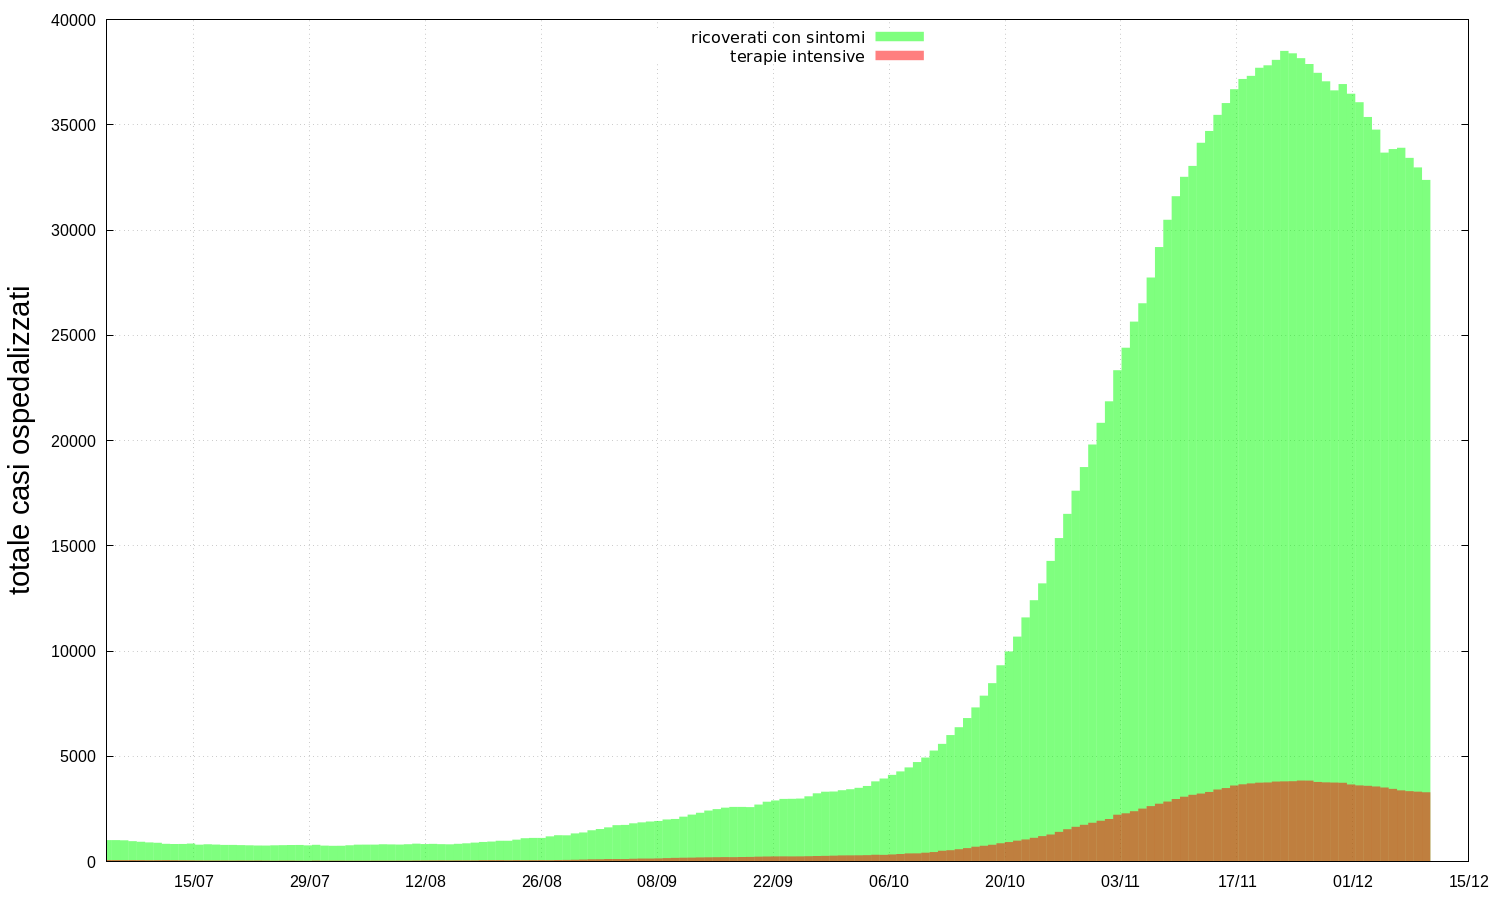 ricoverati con sintomi
terapie intensive
totale casi ospedalizzati
40000
35000
30000
25000
20000
15000
10000
5000
0
15/07 29/07 12/08 26/08 08/09 22/09 06/10 20/10 03/11 17/11 01/12 15/12